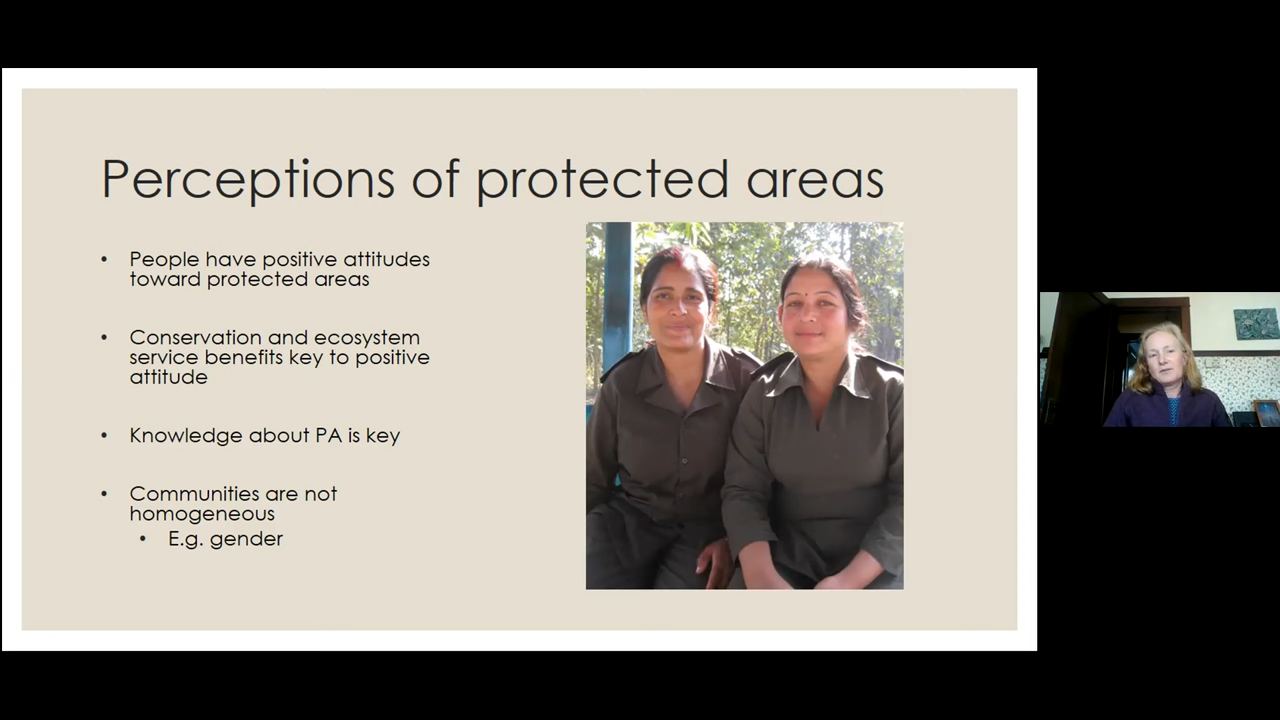 Perceptions of protected areas
• People have positive attitudes
toward protected areas
• Conservation and ecosystem
service benefits key to positive
attitude
• Knowledge about PA is key
• Communities are not
homogeneous
• E.g. gender